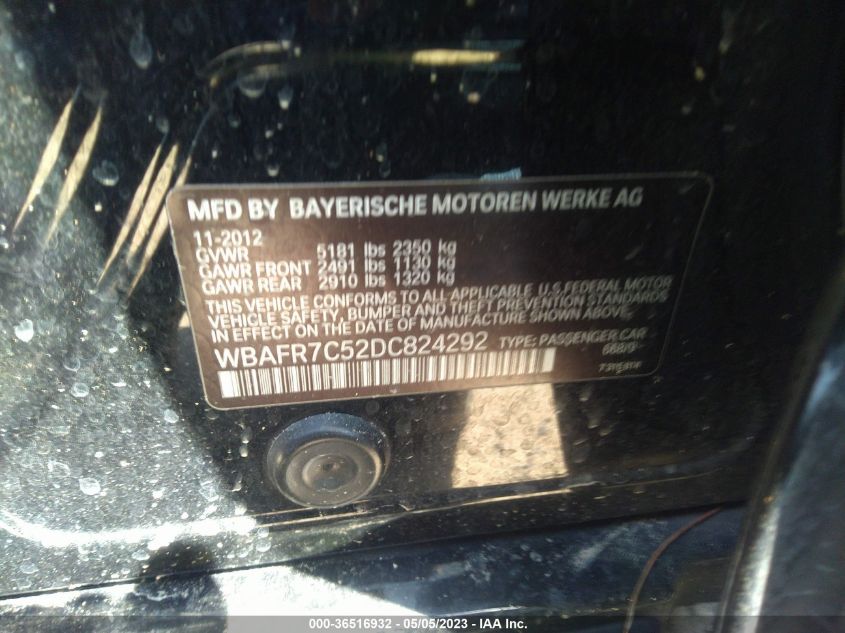 MFD BY BAYERISCHE MOTOREN WERKE AG
11-2012
GVWR 5181 lbs 2350 kg
GAWR FRONT 2491 lbs 1130 kg
GAWR REAR 2910 lbs 1320 kg
THIS VEHICLE CONFORMS TO ALL APPLICABLE U.S.FEDERAL MOTOR
VEHICLE SAFETY, BUMPER AND THEFT PREVENTION STANDARDS
IN EFFECT ON THE DATE OF MANUFACTURE SHOWN ABOVE.
WBAFR7C52DC824292 TYPE: PASSENGER CAR
000-36516932 / 05/05/2023 - © IAA Inc.